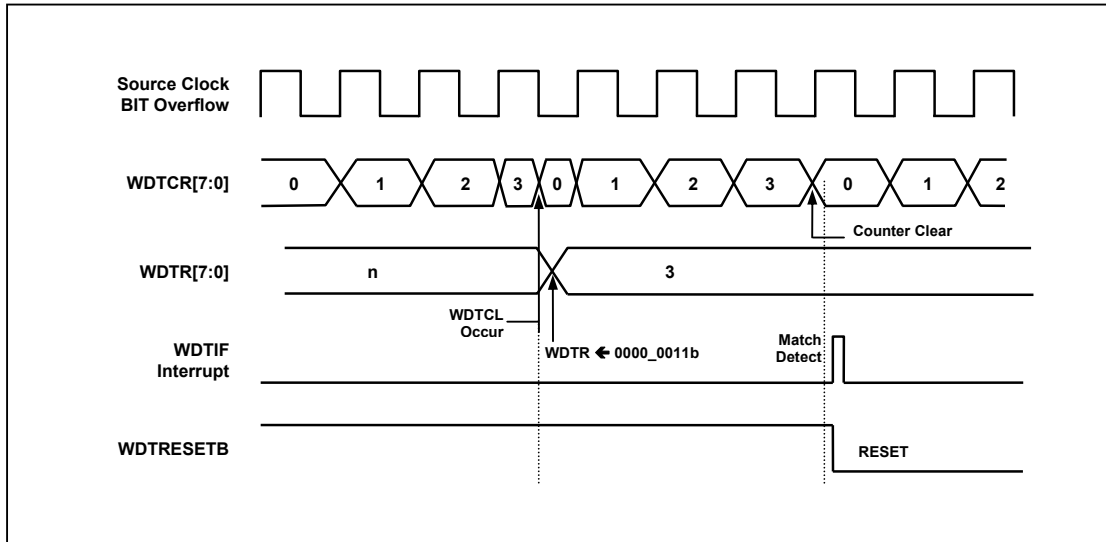 Source Clock
BIT Overflow
WDTCR[7:0]
0 1 2 3 0 1 2 3 0 1 2
Counter Clear
WDTR[7:0]
n 3
WDTCL
Occur
WDTR 🡸 0000_0011b
WDTIF
Interrupt
Match
Detect
WDTRESETB
RESET